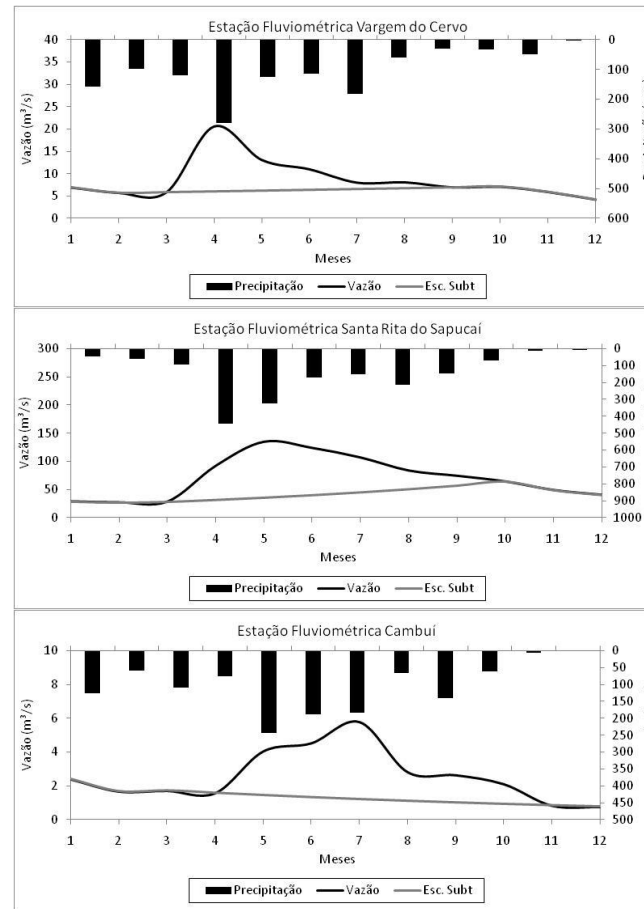 Estação Fluviométrica Vargem do Cervo
40 0
35 100
30
25 200
20 300
15 400
10
5 500
0 600
Vazão (m³/s)
1 2 3 4 5 6 7 8 9 10 11 12
Meses
Precipitação Vazão Esc. Subt
Estação Fluviométrica Santa Rita do Sapucaí
300 0
250 100
200
200 300
150 400
500
100 600
700
50 800
900
0 1000
Vazão (m³/s)
1 2 3 4 5 6 7 8 9 10 11 12
Meses
Precipitação Vazão Esc. Subt
Estação Fluviométrica Cambuí
10 0
50
8 100
150
6 200
250
4 300
350
2 400
450
0 500
Vazão (m³/s)
1 2 3 4 5 6 7 8 9 10 11 12
Meses
Precipitação Vazão Esc. Subt